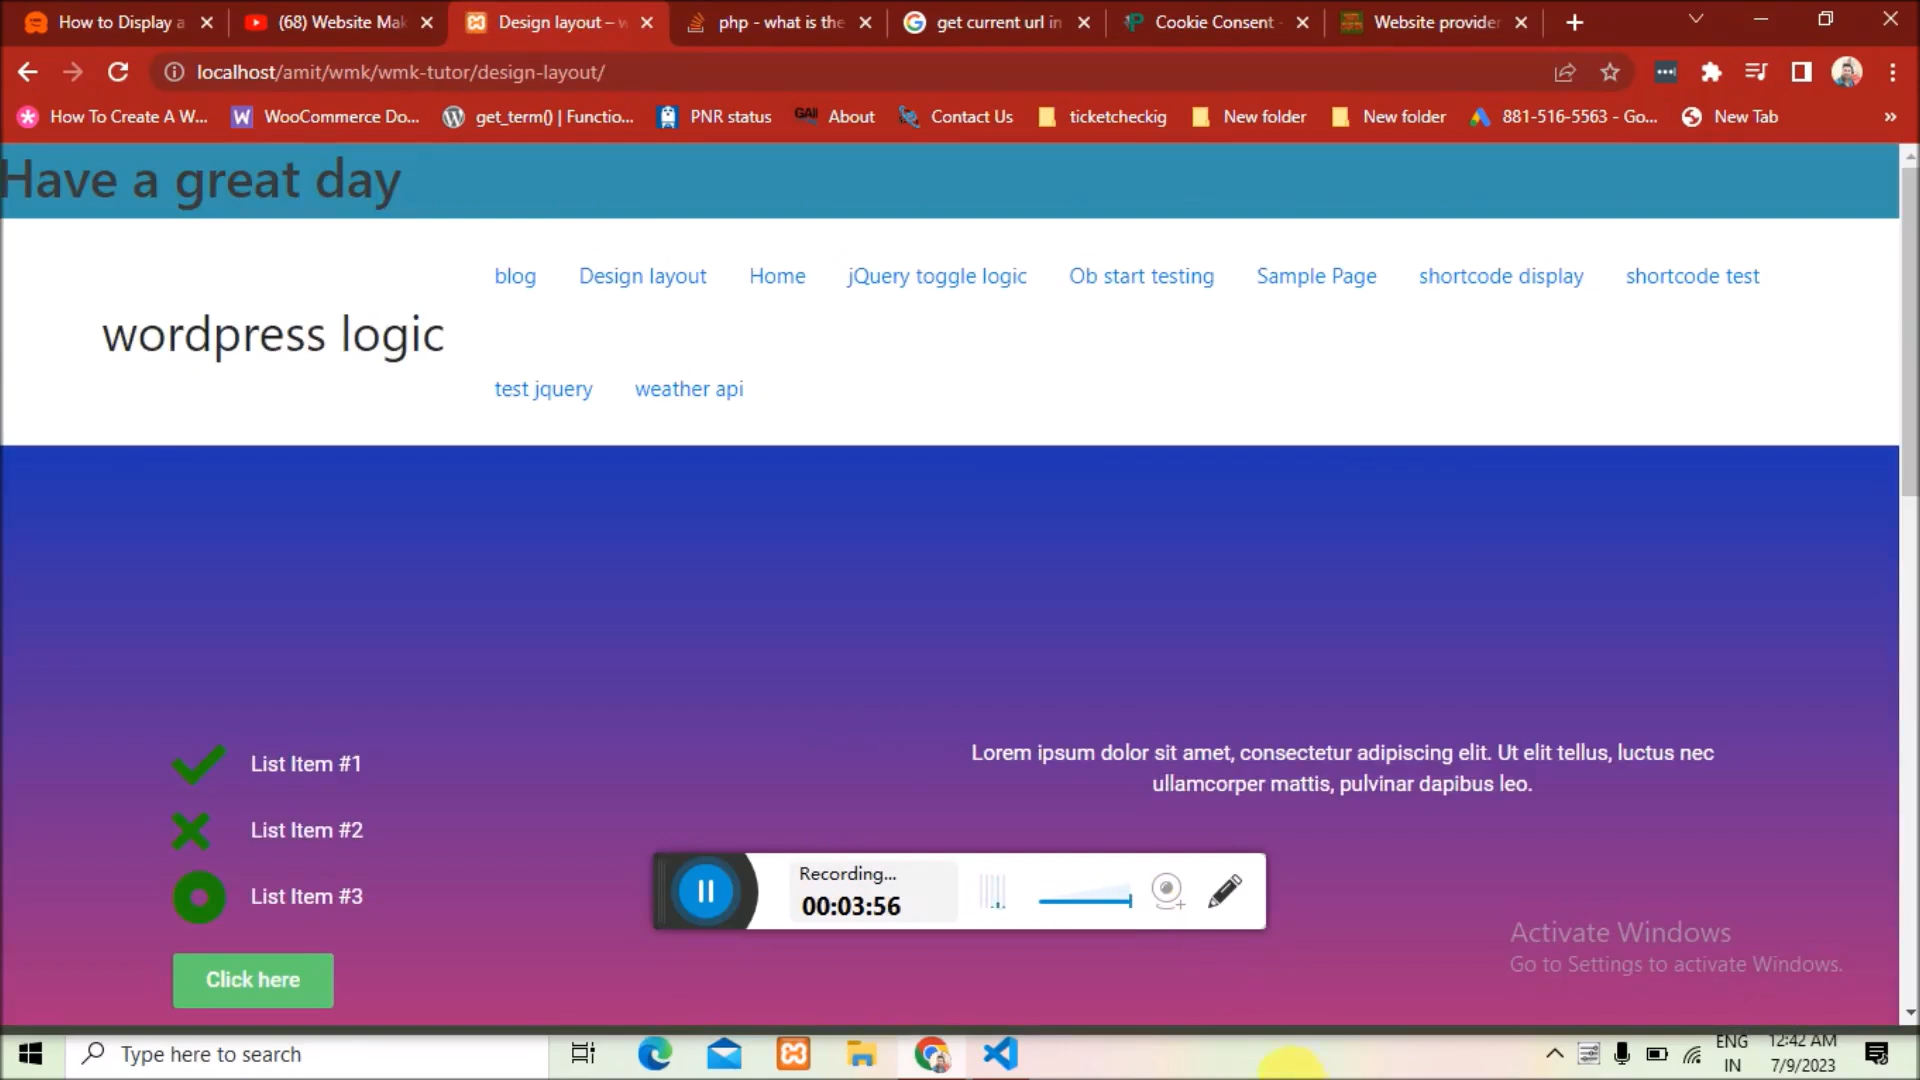 How to Display a
(68) Website Mak
Design layout – w
php - what is the
get current url in
Cookie Consent -
Website provider
localhost/amit/wmk/wmk-tutor/design-layout/
How To Create A W...
WooCommerce Do...
get_term() | Functio...
PNR status
About
Contact Us
ticketcheckig
New folder
New folder
881-516-5563 - Go...
New Tab
Have a great day
blog
Design layout
Home
jQuery toggle logic
Ob start testing
Sample Page
shortcode display
shortcode test
wordpress logic
test jquery
weather api
List Item #1
List Item #2
List Item #3
Click here
Lorem ipsum dolor sit amet, consectetur adipiscing elit. Ut elit tellus, luctus nec
ullamcorper mattis, pulvinar dapibus leo.
Recording...
00:03:56
Activate Windows
Go to Settings to activate Windows.
Type here to search
ENG
IN
12:42 AM
7/9/2023